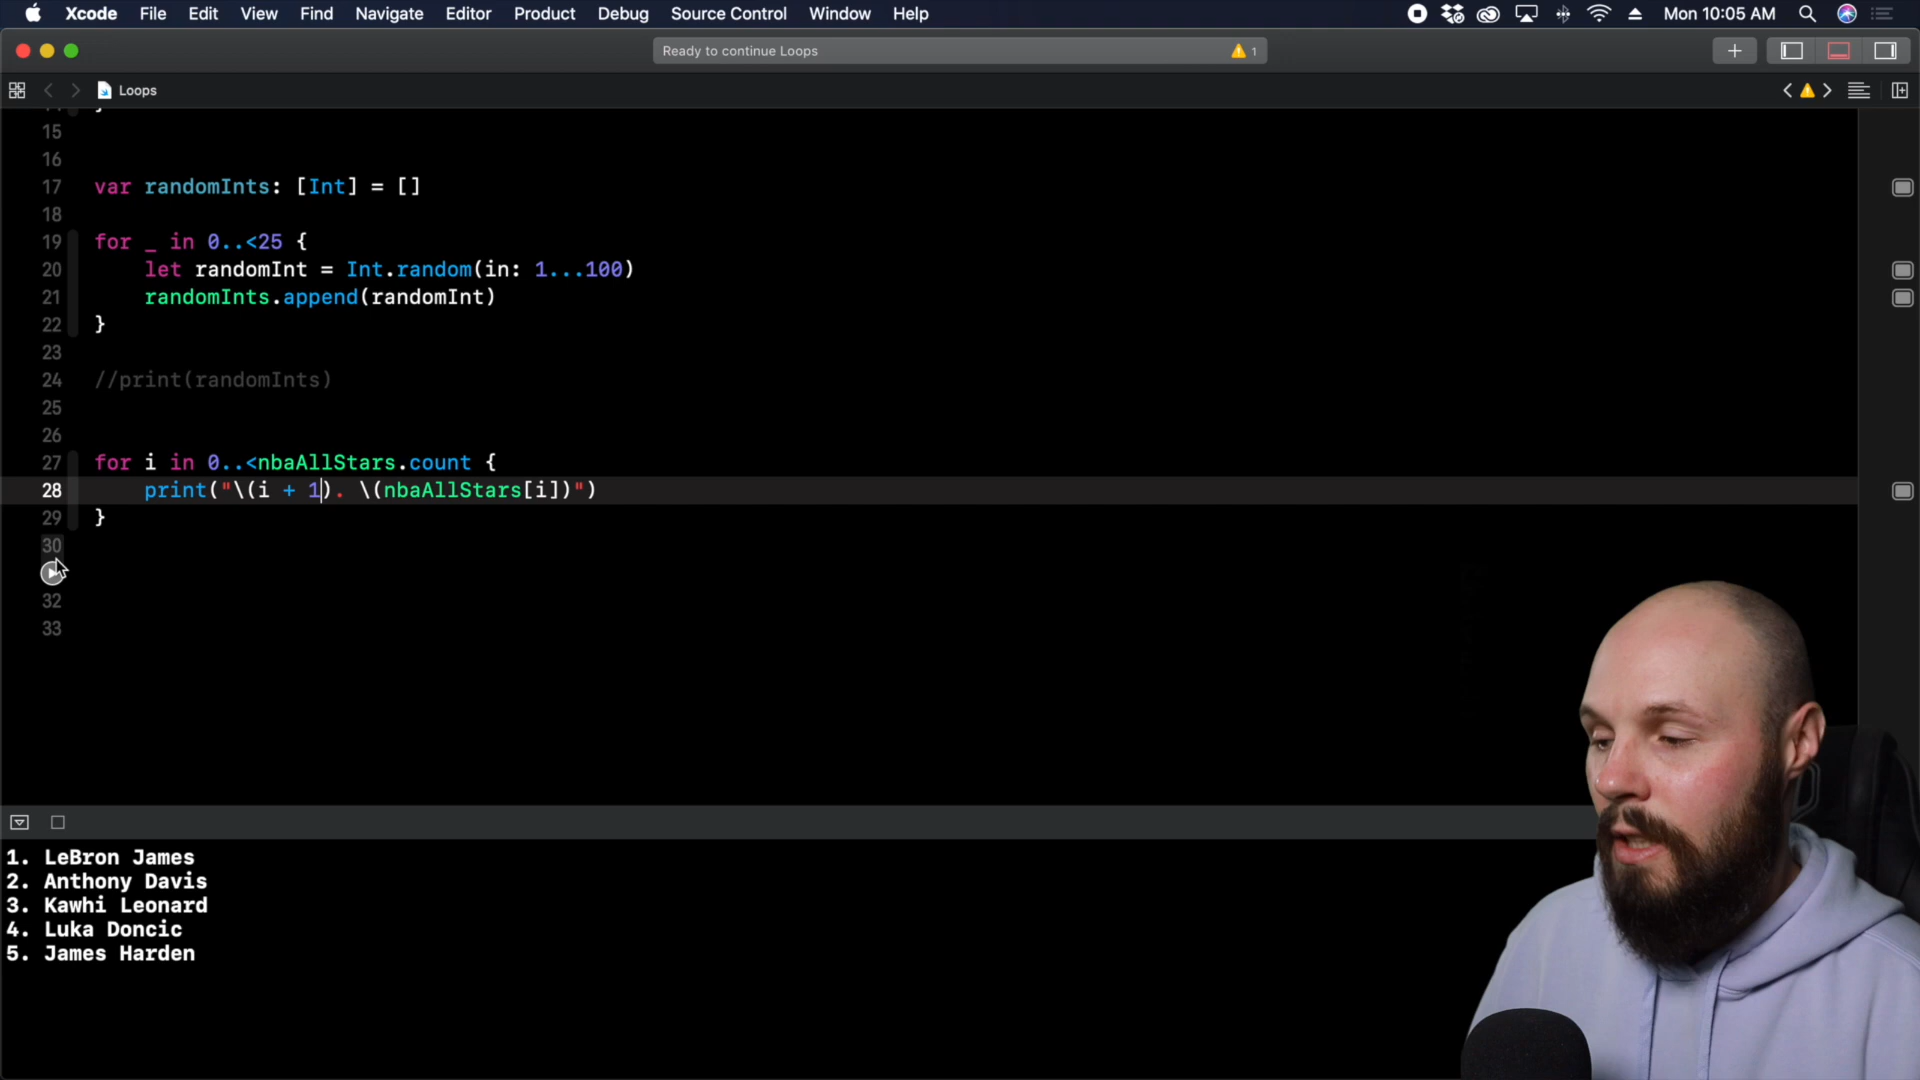 Xcode File Edit View Find Navigate Editor Product Debug Source Control Window Help Mon 10:05 AM
Ready to continue Loops 1
Loops
15
16
17 var randomInts: [Int] = []
18
19 for _ in 0..<25 {
20 let randomInt = Int.random(in: 1...100)
21 randomInts.append(randomInt)
22 }
23
24 //print(randomInts)
25
26
27 for i in 0..<nbaAllStars.count {
28 print("\(i + 1). \(nbaAllStars[i])")
29 }
30
32
33
1. LeBron James
2. Anthony Davis
3. Kawhi Leonard
4. Luka Doncic
5. James Harden